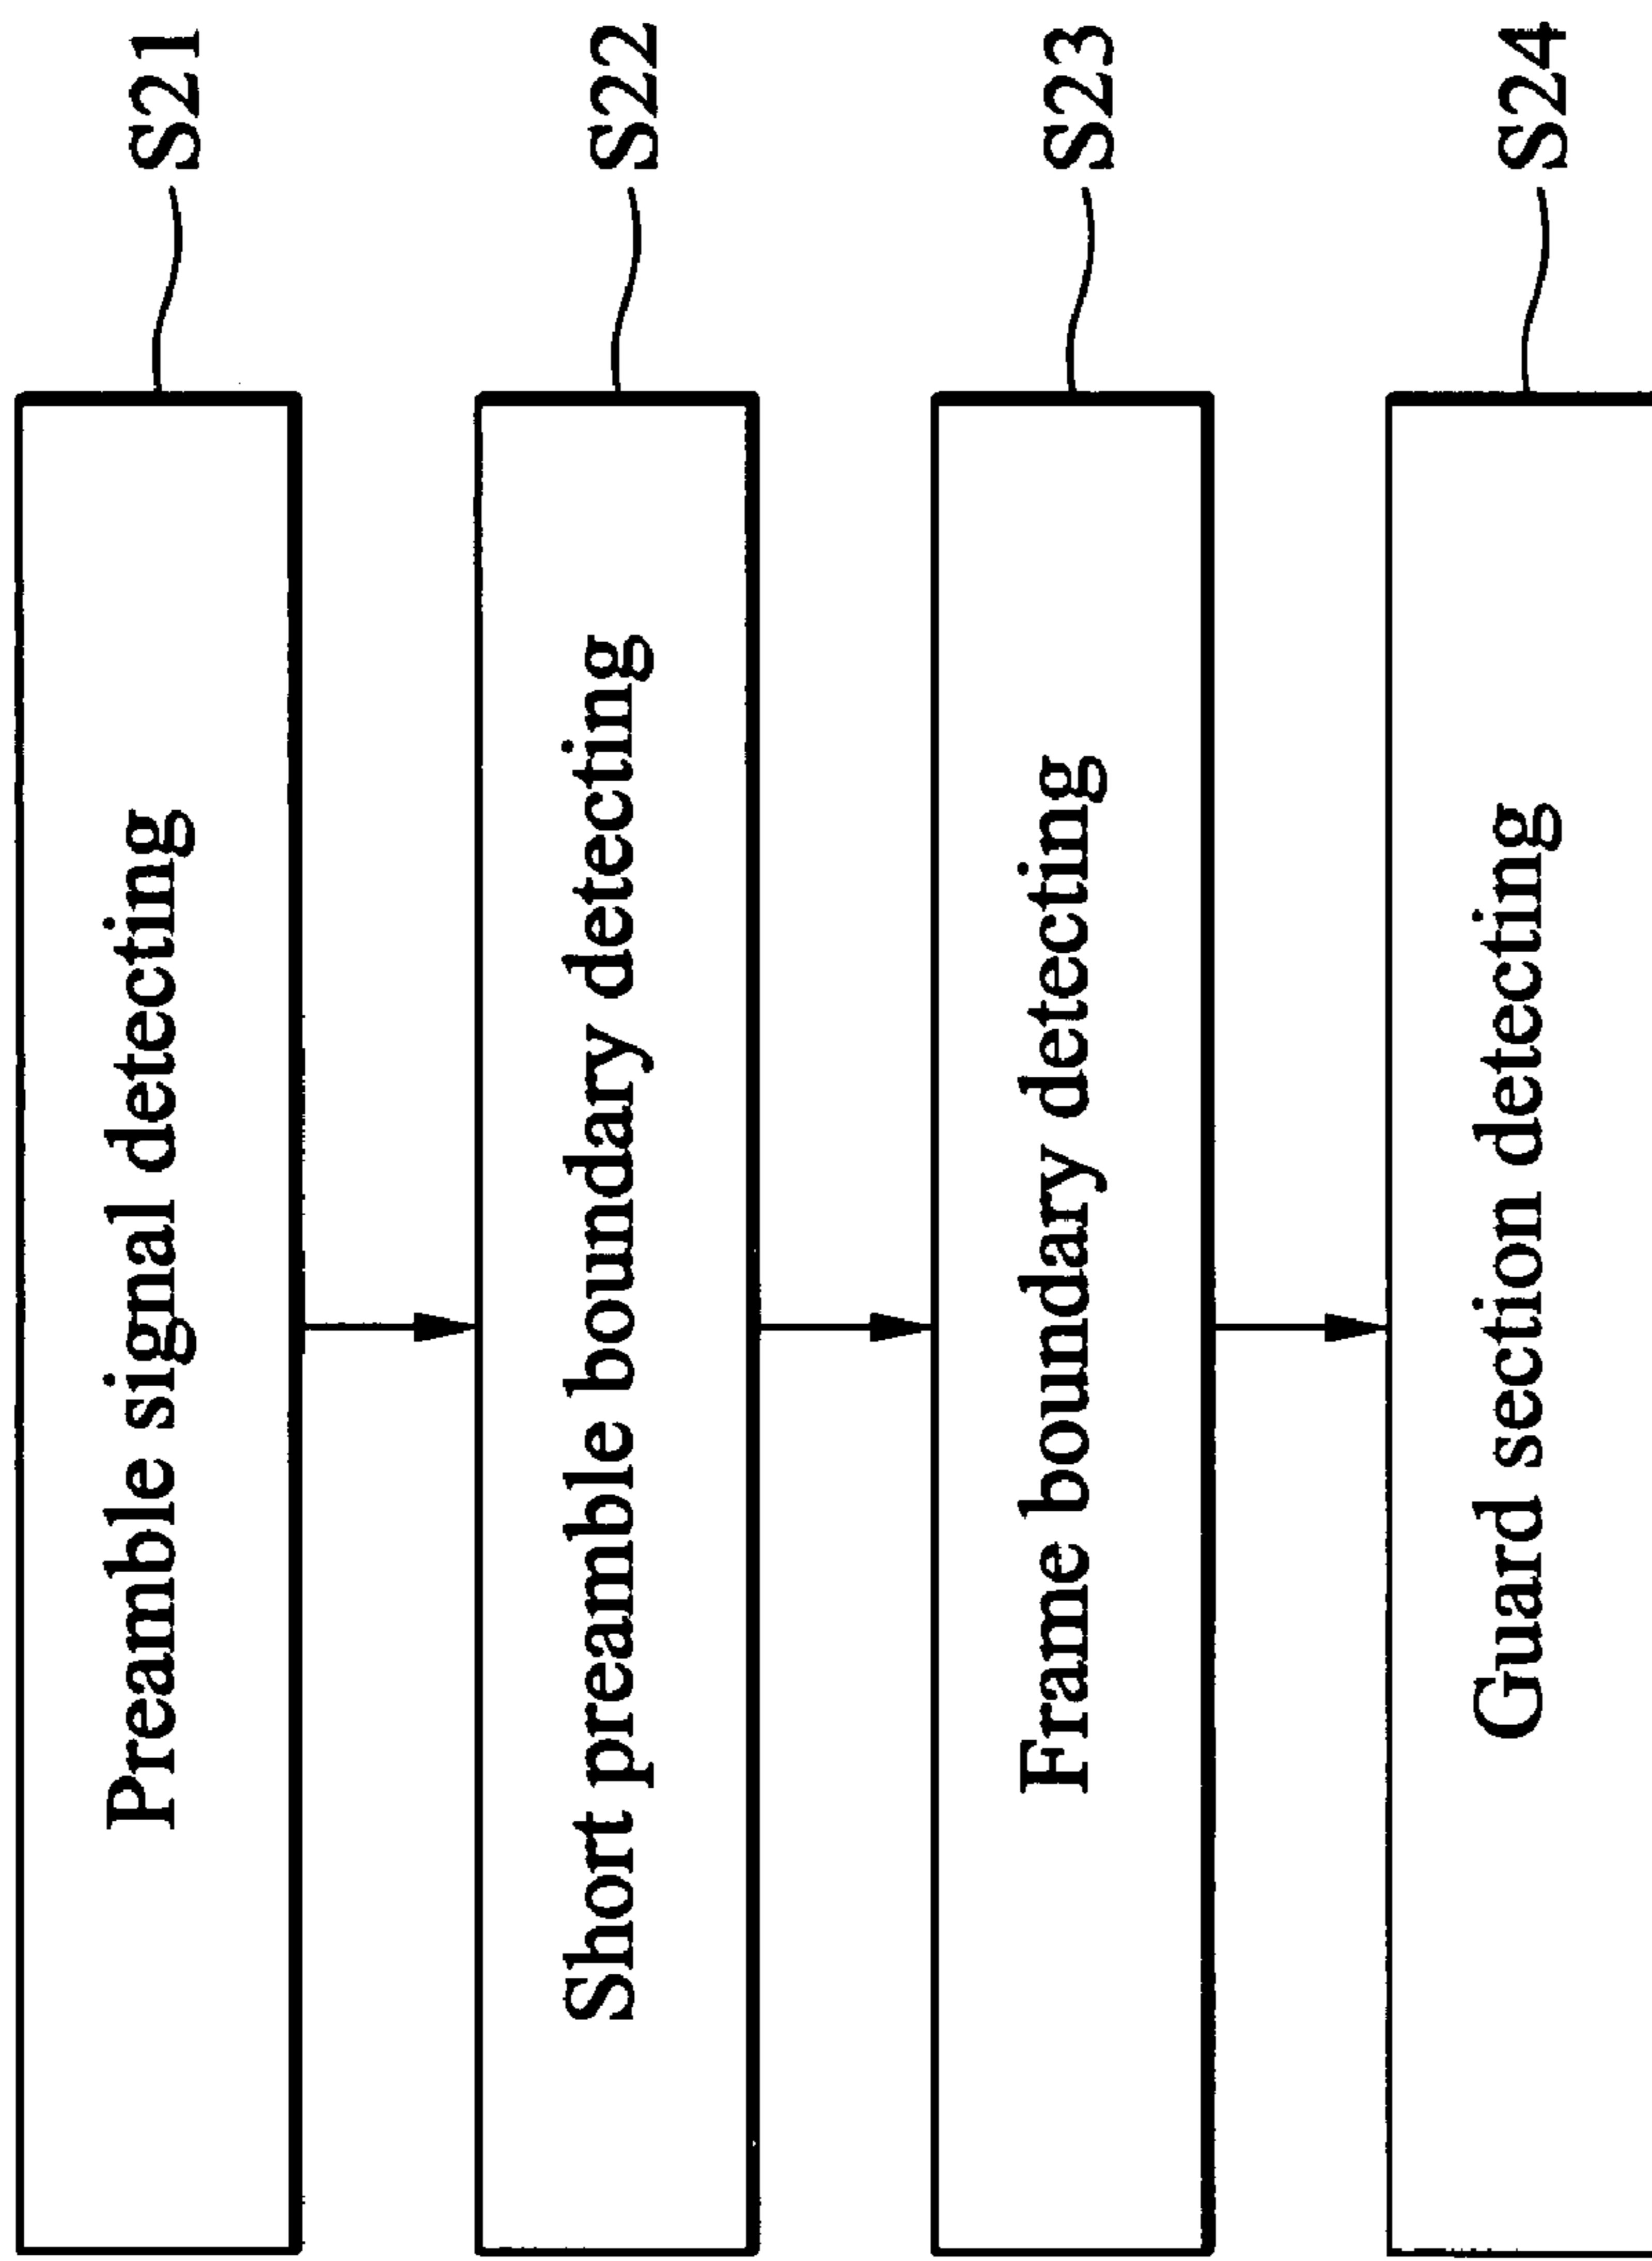 Preamble signal detecting
S21
Short preamble boundary detecting
S22
Frame boundary detecting
S23
Guard section detecting
S24